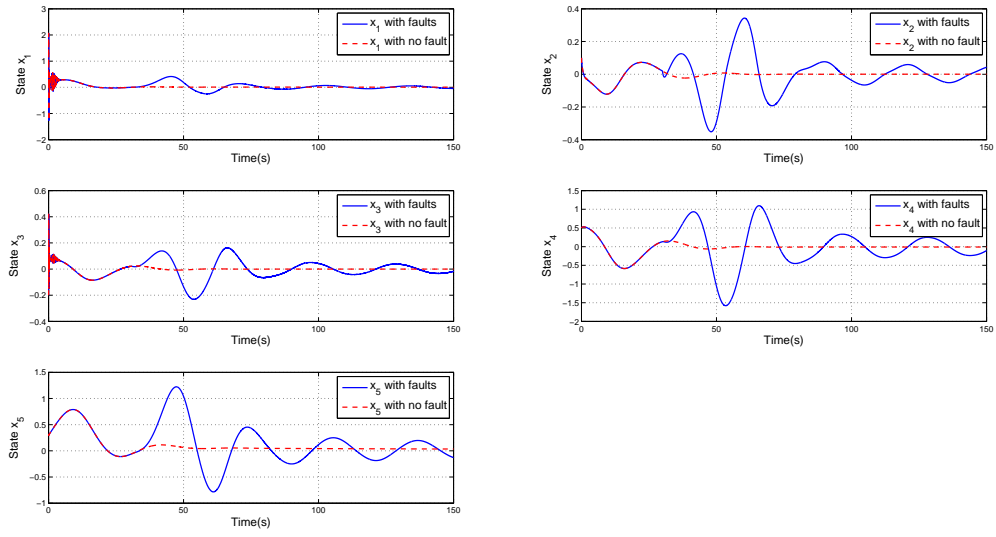 3
2
1
0
−1
−2
0
50
100
150
State x1
Time(s)
x1 with faults
x1 with no fault
0.4
0.2
0
−0.2
−0.4
0
50
100
150
State x2
Time(s)
x2 with faults
x2 with no fault
0.6
0.4
0.2
0
−0.2
−0.4
0
50
100
150
State x3
Time(s)
x3 with faults
x3 with no fault
1.5
1
0.5
0
−0.5
−1
−1.5
−2
0
50
100
150
State x4
Time(s)
x4 with faults
x4 with no fault
1.5
1
0.5
0
−0.5
−1
0
50
100
150
State x5
Time(s)
x5 with faults
x5 with no fault